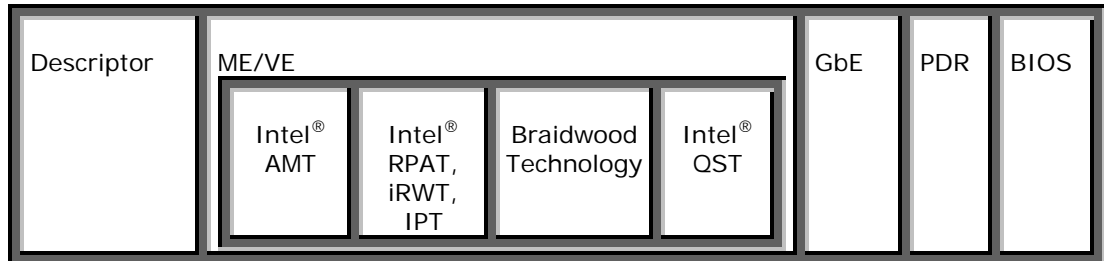 Descriptor
ME/VE
GbE
PDR
BIOS
Intel®
AMT
Intel®
RPAT,
iRWT,
IPT
Braidwood
Technology
Intel®
QST